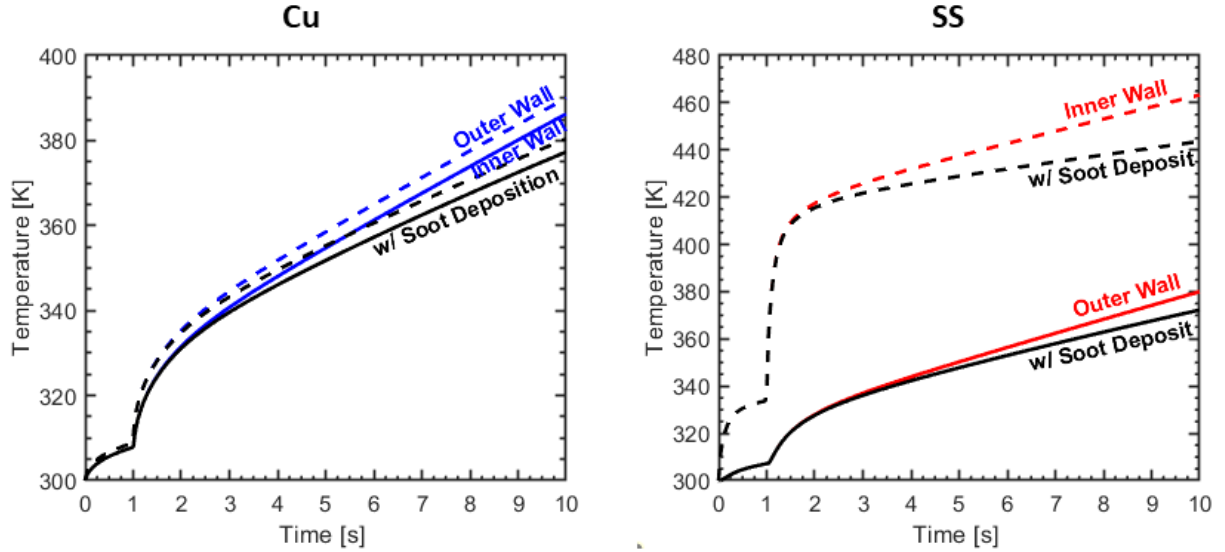 Cu
400
380
360
340
320
300
Temperature [K]
Outer Wall
Inner Wall
w/ Soot Deposition
0 1 2 3 4 5 6 7 8 9 10
Time [s]
SS
480
460
440
420
400
380
360
340
320
300
Temperature [K]
Inner Wall
w/ Soot Deposit
Outer Wall
w/ Soot Deposit
0 1 2 3 4 5 6 7 8 9 10
Time [s]